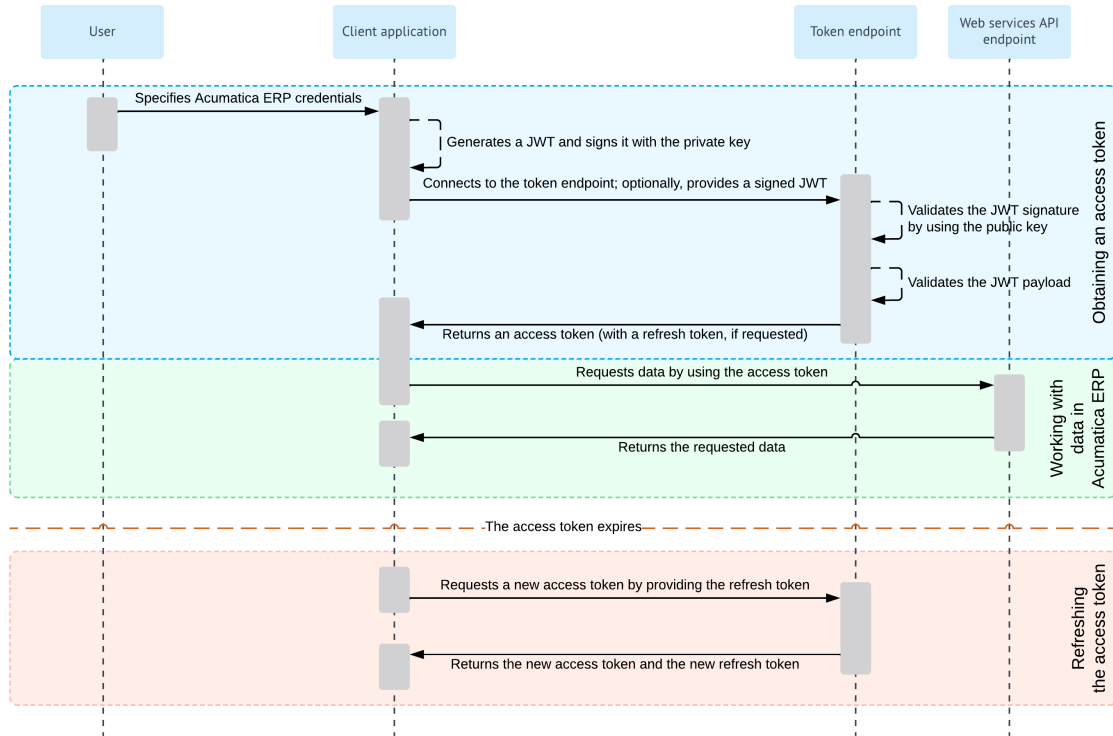 User
Client application
Token endpoint
Web services API
endpoint
Specifies Acumatica ERP credentials
Generates a JWT and signs it with the private key
Connects to the token endpoint; optionally, provides a signed JWT
Validates the JWT signature
by using the public key
Validates the JWT payload
Returns an access token (with a refresh token, if requested)
Obtaining an access token
Requests data by using the access token
Returns the requested data
Working with
data in
Acumatica ERP
The access token expires
Requests a new access token by providing the refresh token
Returns the new access token and the new refresh token
Refreshing
the access token